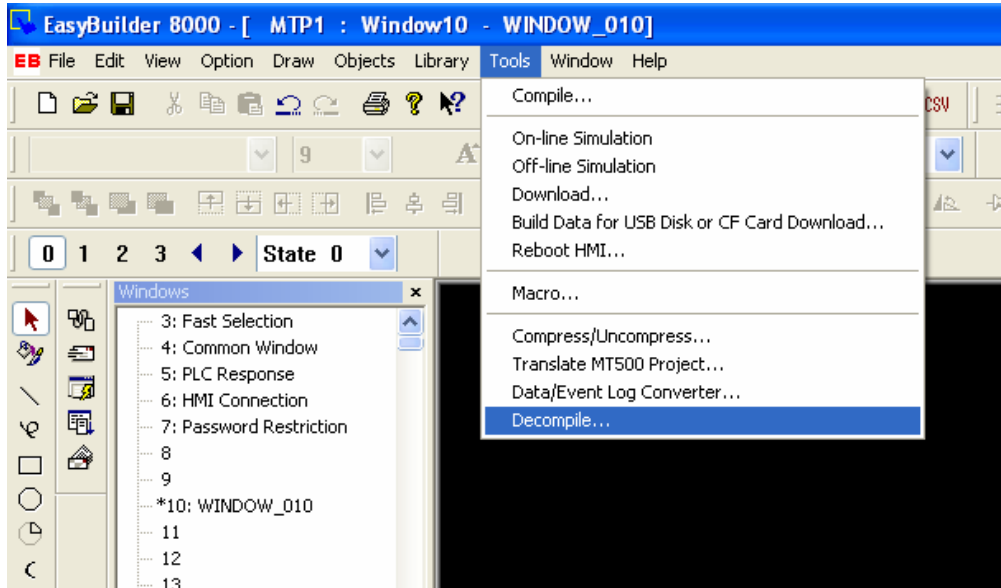 EasyBuilder 8000 - [ MTP1 : Window10 - WINDOW_010]
EB File Edit View Option Draw Objects Library Tools Window Help
Compile...
CSV
On-line Simulation
9
A
Off-line Simulation
Download...
Build Data for USB Disk or CF Card Download...
0 1 2 3 State 0
Reboot HMI...
Windows
Macro...
3: Fast Selection
4: Common Window
Compress/Uncompress...
5: PLC Response
Translate MT500 Project...
6: HMI Connection
Data/Event Log Converter...
7: Password Restriction
Decompile...
8
9
*10: WINDOW_010
11
12
13